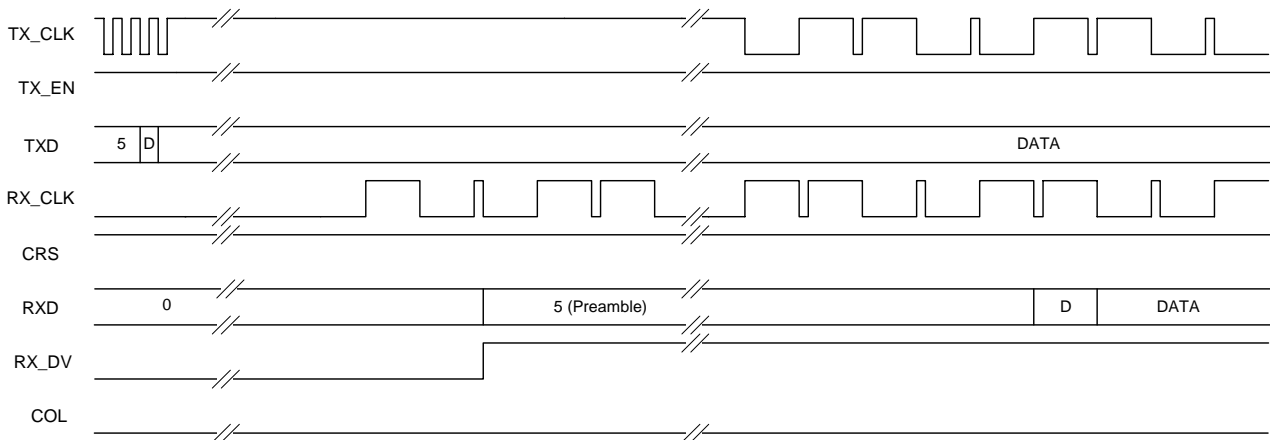 TX_CLK
TX_EN
TXD 5 D DATA
RX_CLK
CRS
RXD 0 5 (Preamble) D DATA
RX_DV
COL